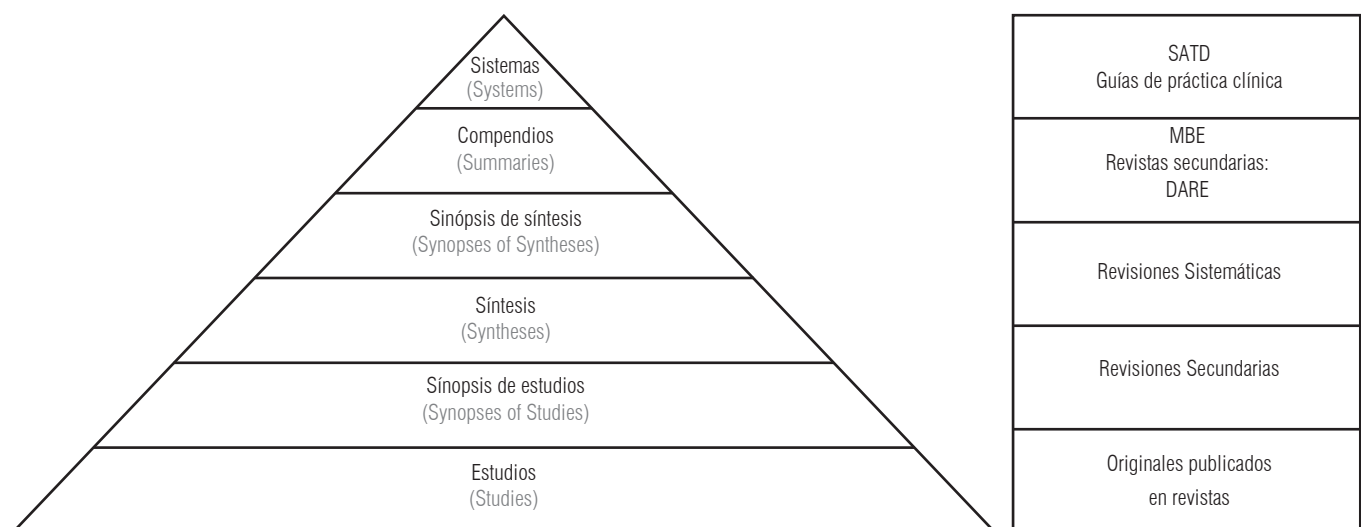 Sistemas
(Systems)
Compendios
(Summaries)
Sinópsis de síntesis
(Synopses of Syntheses)
Síntesis
(Syntheses)
Sínopsis de estudios
(Synopses of Studies)
Estudios
(Studies)
SATD
Guías de práctica clínica
MBE
Revistas secundarias:
DARE
Revisiones Sistemáticas
Revisiones Secundarias
Originales publicados
en revistas